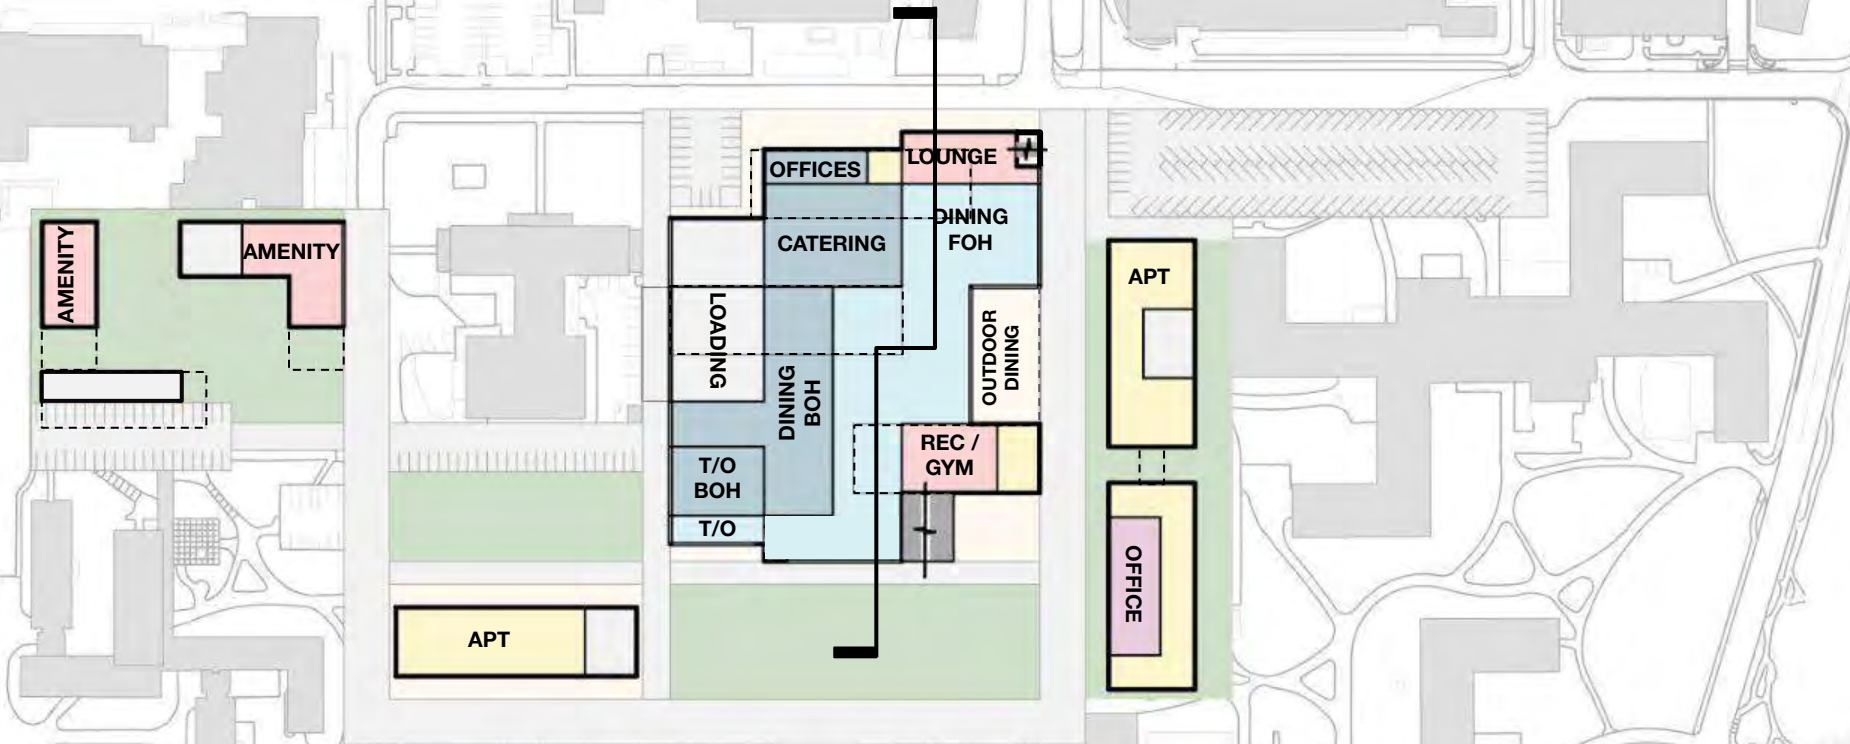 OFFICES
LOUNGE
DINING
FOH
AMENITY
AMENITY
CATERING
APT
LOADING
OUTDOOR
DINING
DINING
BOH
REC /
GYM
T/O
BOH
T/O
OFFICE
APT